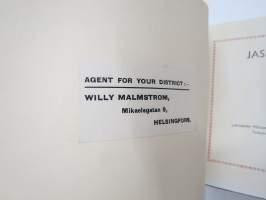 AGENT FOR YOUR DISTRICT:-
WILLY MALMSTROM,
Mikaelsgatan 9,
HELSINGFORS.
JAS